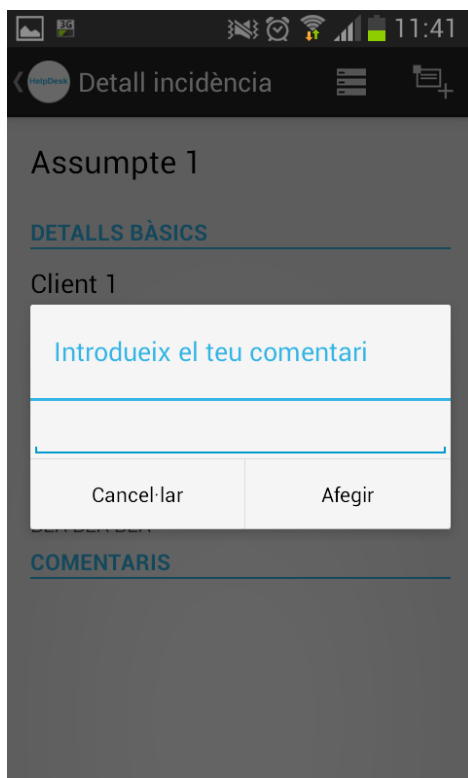 3G
11:41
HelpDesk
Detall incidència
Assumpte 1
DETALLS BÀSICS
Client 1
Introdueix el teu comentari
Cancel·lar
Afegir
COMENTARIS